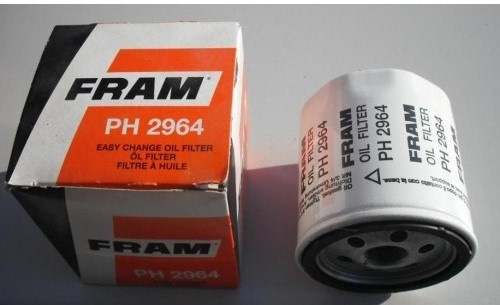 FRAM
PH 2964
EASY CHANGE OIL FILTER
ÖL FILTER
FILTRE À HUILE
FRAM
PH 2964
FRAM
OIL FILTER
PH 2964
FRAM
OIL FILTER
PH 2964